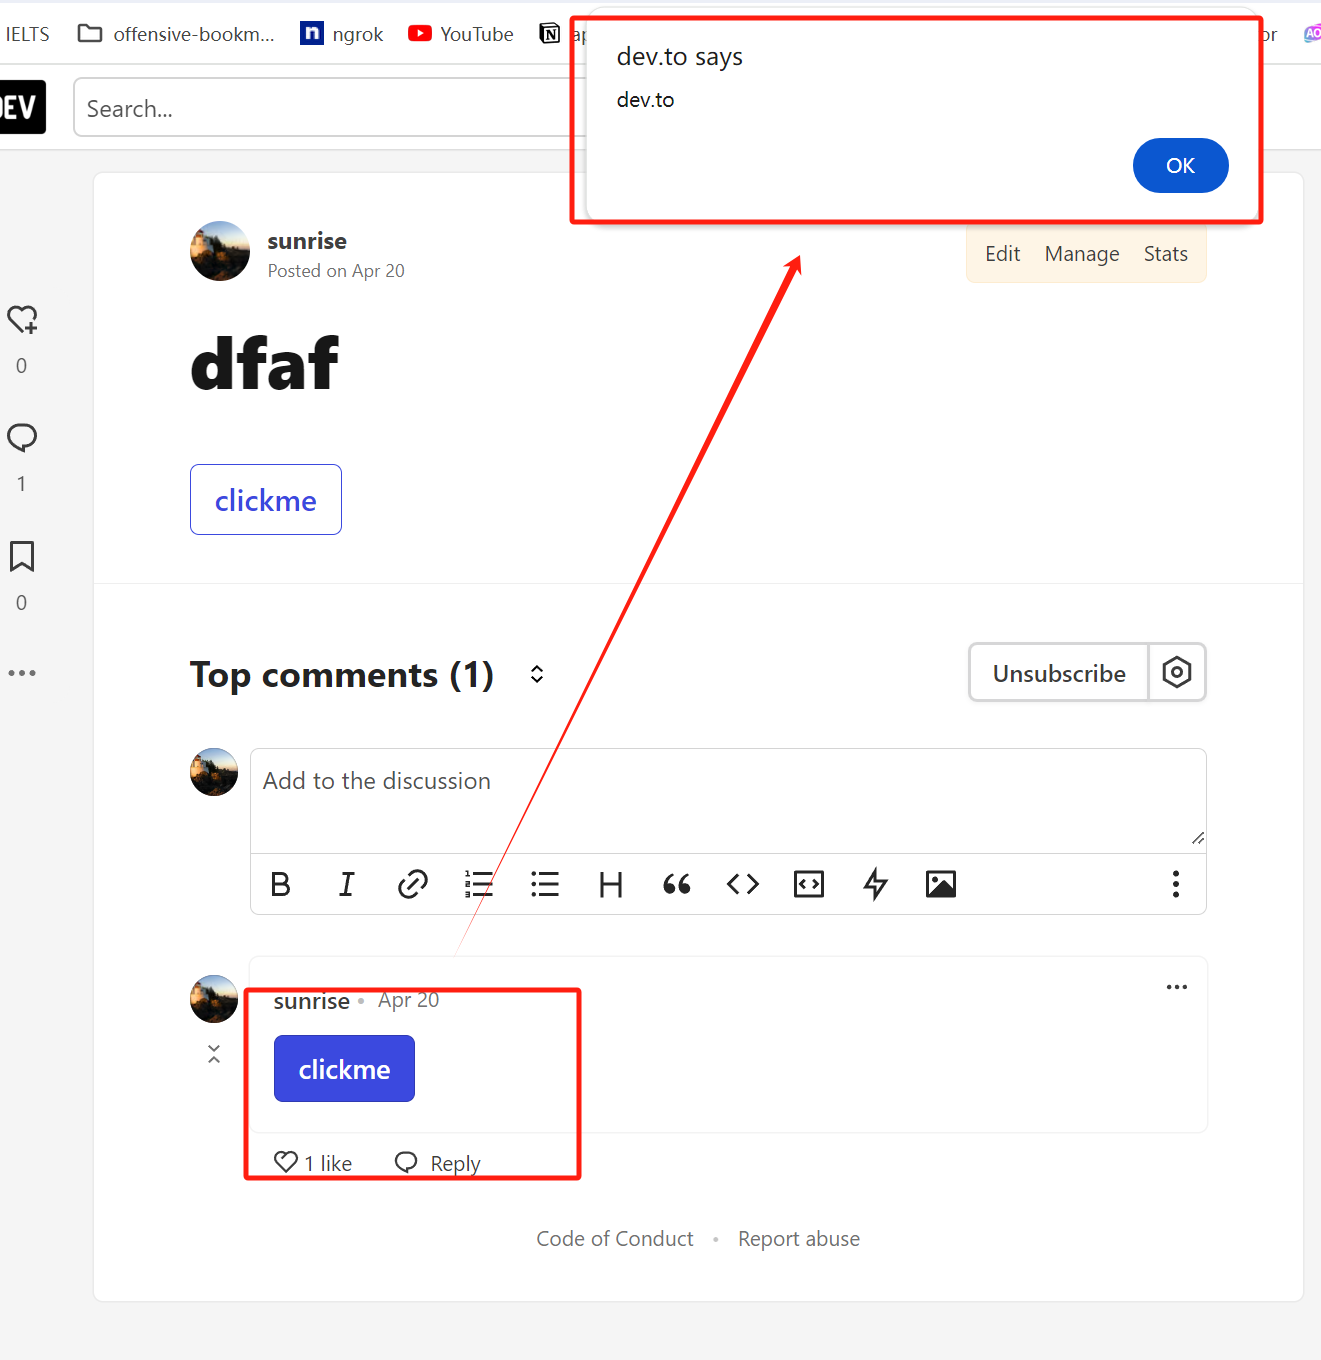 IELTS offensive-bookm... ngrok YouTube
dev.to says
dev.to
OK
DEV
Search...
sunrise
Posted on Apr 20
Edit Manage Stats
dfaf
0
1
0
clickme
Top comments (1)
Unsubscribe
Add to the discussion
B I H
sunrise • Apr 20
clickme
1 like Reply
Code of Conduct • Report abuse